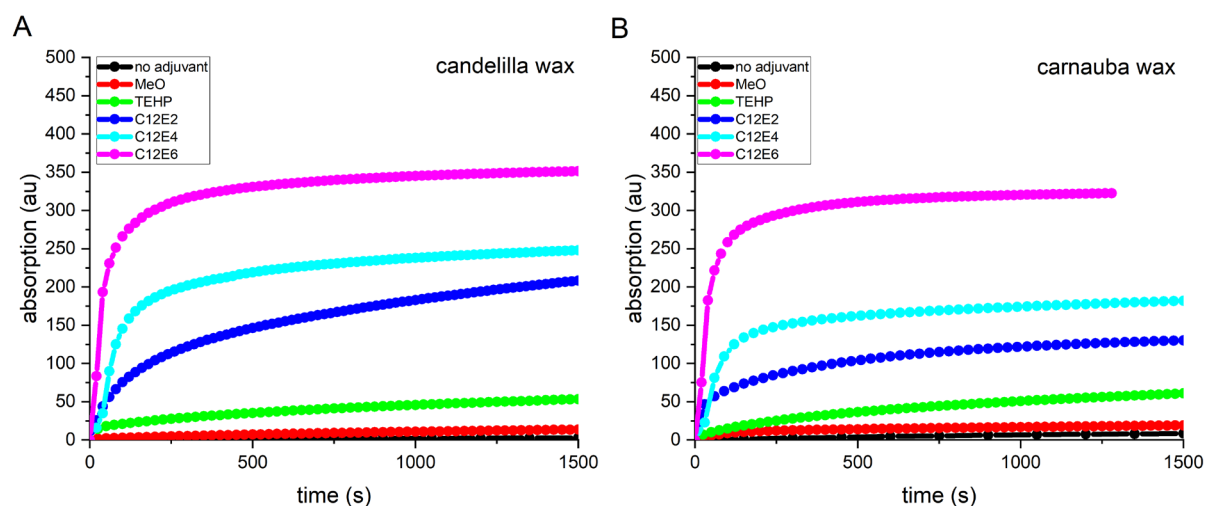 A
500
450
400
350
300
250
200
150
100
50
0
absorption (au)
no adjuvant
MeO
TEHP
C12E2
C12E4
C12E6
candelilla wax
0
500
1000
1500
time (s)
B
500
450
400
350
300
250
200
150
100
50
0
absorption (au)
no adjuvant
MeO
TEHP
C12E2
C12E4
C12E6
carnauba wax
0
500
1000
1500
time (s)